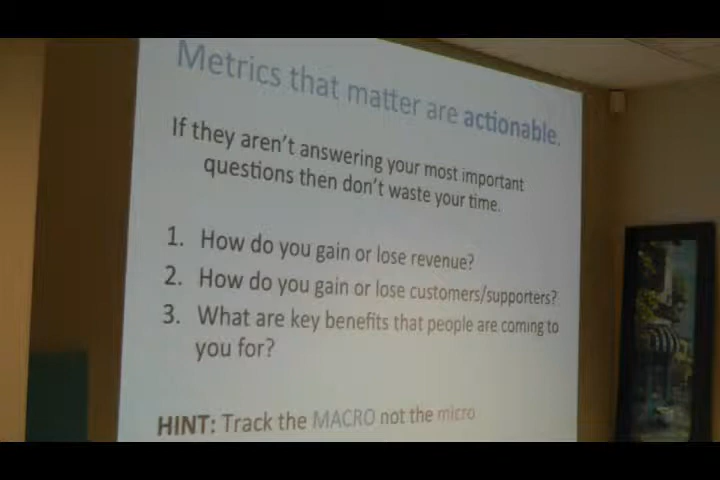 Metrics that matter are actionable.
If they aren't answering your most important
questions then don't waste your time.
1. How do you gain or lose revenue?
2. How do you gain or lose customers/supporters?
3. What are key benefits that people are coming to
you for?
HINT: Track the MACRO not the micro